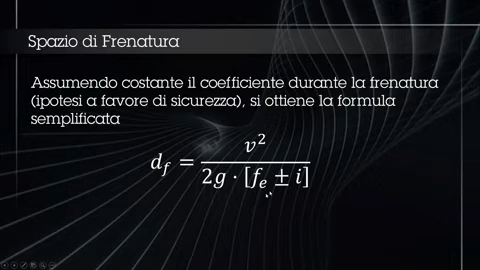 Spazio di Frenatura
Assumendo costante il coefficiente durante la frenatura
(ipotesi a favore di sicurezza), si ottiene la formula
semplificata
d_f = v² / (2g · [f_e ± i])